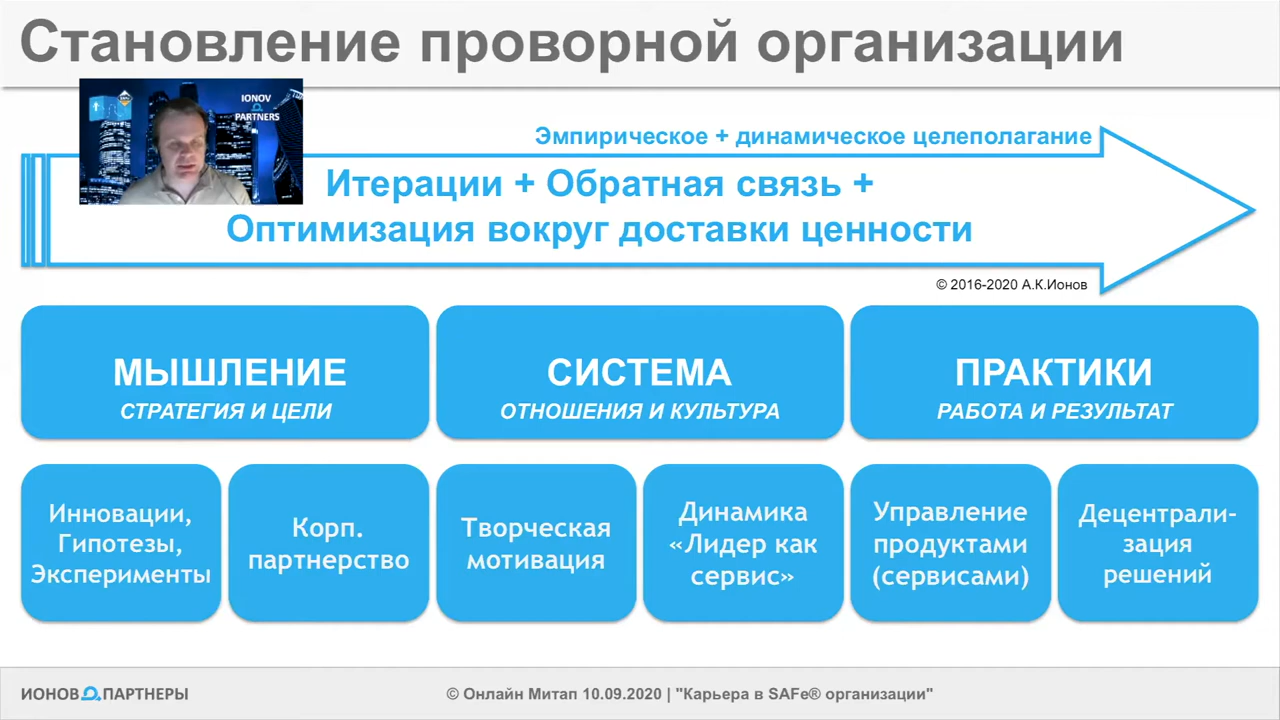 Становление проворной организации
IONOV
PARTNERS
Эмпирическое + динамическое целеполагание
Итерации + Обратная связь +
Оптимизация вокруг доставки ценности
© 2016-2020 А.К.Ионов
МЫШЛЕНИЕ
СТРАТЕГИЯ И ЦЕЛИ
СИСТЕМА
ОТНОШЕНИЯ И КУЛЬТУРА
ПРАКТИКИ
РАБОТА И РЕЗУЛЬТАТ
Инновации,
Гипотезы,
Эксперименты
Корп.
партнерство
Творческая
мотивация
Динамика
«Лидер как
сервис»
Управление
продуктами
(сервисами)
Децентрали-
зация
решений
ИОНОВ ПАРТНЕРЫ
© Онлайн Митап 10.09.2020 | "Карьера в SAFe® организации"